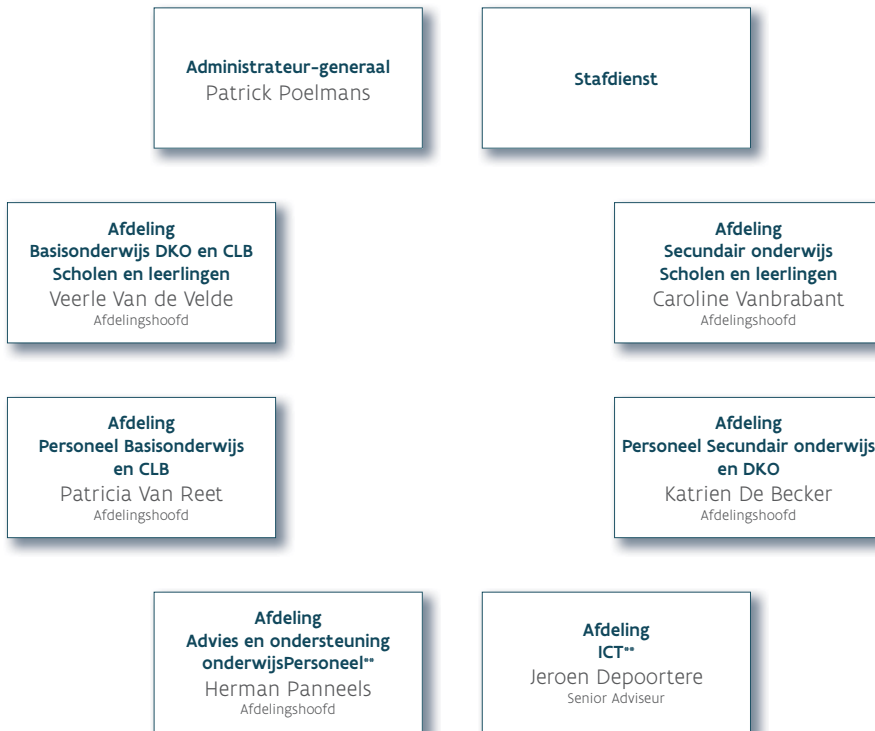 Administrateur-generaal
Patrick Poelmans
Stafdienst
Afdeling
Basisonderwijs DKO en CLB
Scholen en leerlingen
Veerle Van de Velde
Afdelingshoofd
Afdeling
Secundair onderwijs
Scholen en leerlingen
Caroline Vanbrabant
Afdelingshoofd
Afdeling
Personeel Basisonderwijs
en CLB
Patricia Van Reet
Afdelingshoofd
Afdeling
Personeel Secundair onderwijs
en DKO
Katrien De Becker
Afdelingshoofd
Afdeling
Advies en ondersteuning
onderwijsPersoneel**
Herman Panneels
Afdelingshoofd
Afdeling
ICT**
Jeroen Depoortere
Senior Adviseur